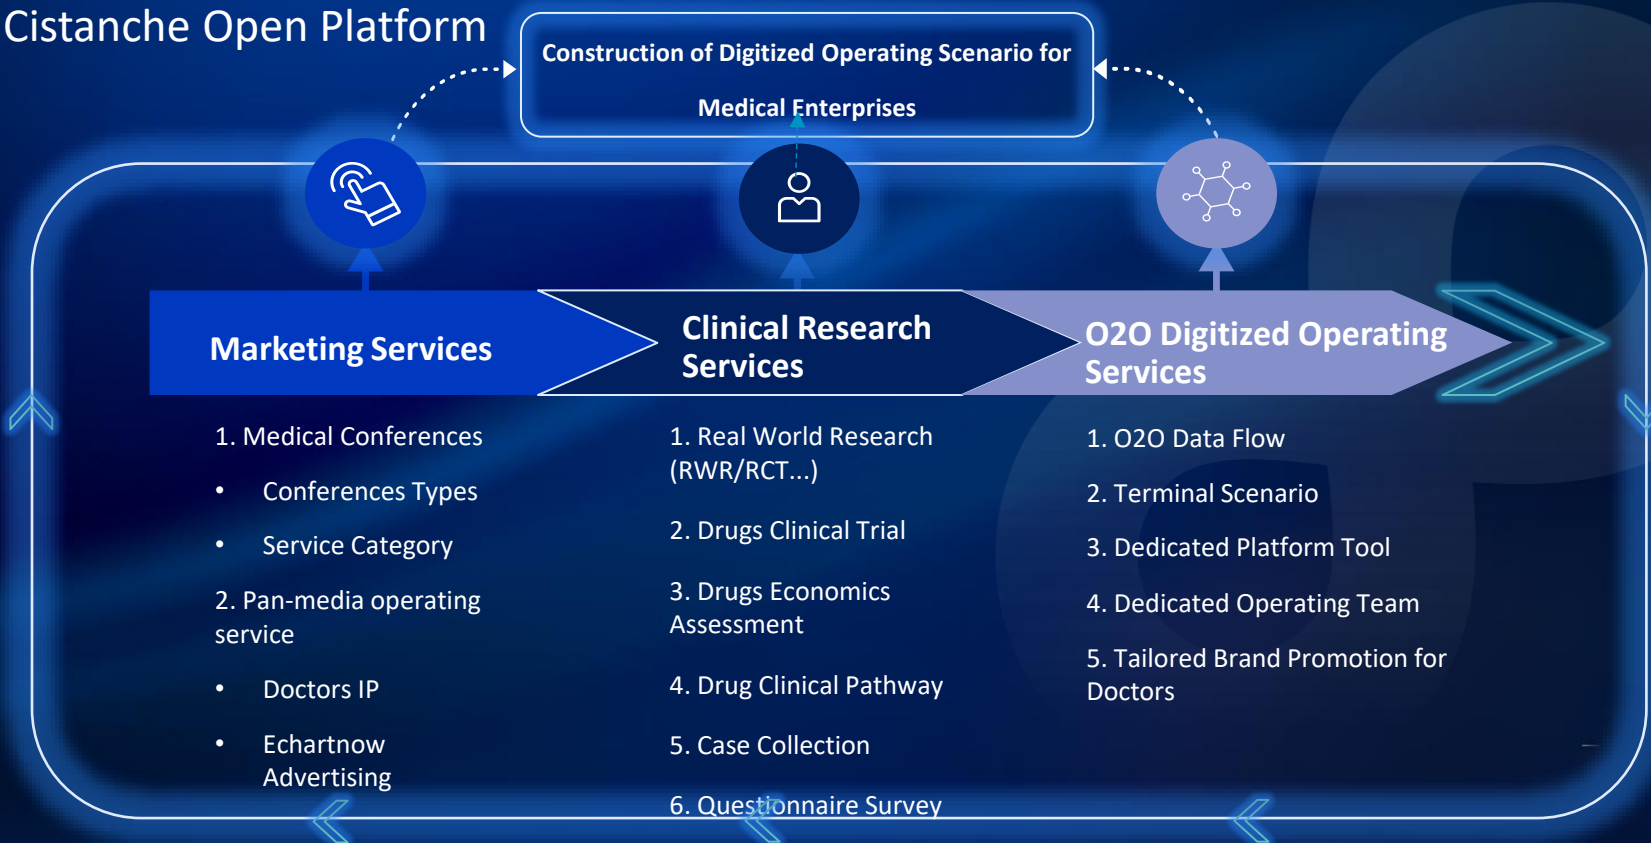 Cistanche Open Platform
Construction of Digitized Operating Scenario for
Medical Enterprises
Marketing Services
Clinical Research
Services
O2O Digitized Operating
Services
1. Medical Conferences
• Conferences Types
• Service Category
2. Pan-media operating
service
• Doctors IP
• Echartnow
Advertising
1. Real World Research
(RWR/RCT...)
2. Drugs Clinical Trial
3. Drugs Economics
Assessment
4. Drug Clinical Pathway
5. Case Collection
6. Questionnaire Survey
1. O2O Data Flow
2. Terminal Scenario
3. Dedicated Platform Tool
4. Dedicated Operating Team
5. Tailored Brand Promotion for
Doctors